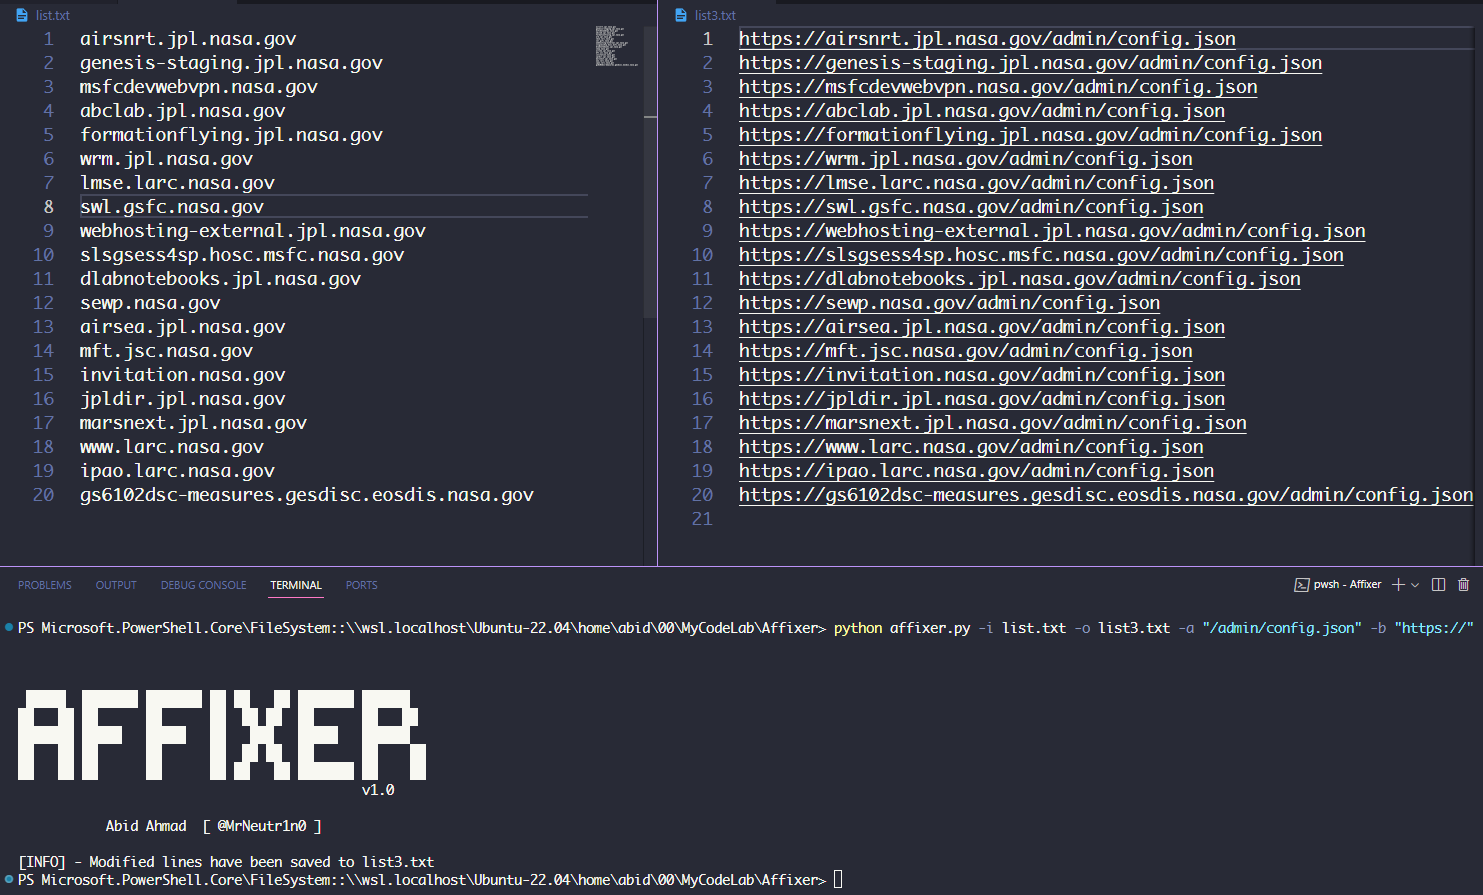 list.txt
1 airsnrt.jpl.nasa.gov
2 genesis-staging.jpl.nasa.gov
3 msfcdevwebvpn.nasa.gov
4 abclab.jpl.nasa.gov
5 formationflying.jpl.nasa.gov
6 wrm.jpl.nasa.gov
7 lmse.larc.nasa.gov
8 swl.gsfc.nasa.gov
9 webhosting-external.jpl.nasa.gov
10 slsgsess4sp.hosc.msfc.nasa.gov
11 dlabnotebooks.jpl.nasa.gov
12 sewp.nasa.gov
13 airsea.jpl.nasa.gov
14 mft.jsc.nasa.gov
15 invitation.nasa.gov
16 jpldir.jpl.nasa.gov
17 marsnext.jpl.nasa.gov
18 www.larc.nasa.gov
19 ipao.larc.nasa.gov
20 gs6102dsc-measures.gesdisc.eosdis.nasa.gov
list3.txt
1 https://airsnrt.jpl.nasa.gov/admin/config.json
2 https://genesis-staging.jpl.nasa.gov/admin/config.json
3 https://msfcdevwebvpn.nasa.gov/admin/config.json
4 https://abclab.jpl.nasa.gov/admin/config.json
5 https://formationflying.jpl.nasa.gov/admin/config.json
6 https://wrm.jpl.nasa.gov/admin/config.json
7 https://lmse.larc.nasa.gov/admin/config.json
8 https://swl.gsfc.nasa.gov/admin/config.json
9 https://webhosting-external.jpl.nasa.gov/admin/config.json
10 https://slsgsess4sp.hosc.msfc.nasa.gov/admin/config.json
11 https://dlabnotebooks.jpl.nasa.gov/admin/config.json
12 https://sewp.nasa.gov/admin/config.json
13 https://airsea.jpl.nasa.gov/admin/config.json
14 https://mft.jsc.nasa.gov/admin/config.json
15 https://invitation.nasa.gov/admin/config.json
16 https://jpldir.jpl.nasa.gov/admin/config.json
17 https://marsnext.jpl.nasa.gov/admin/config.json
18 https://www.larc.nasa.gov/admin/config.json
19 https://ipao.larc.nasa.gov/admin/config.json
20 https://gs6102dsc-measures.gesdisc.eosdis.nasa.gov/admin/config.json
21
PROBLEMS OUTPUT DEBUG CONSOLE TERMINAL PORTS pwsh - Affixer
PS Microsoft.PowerShell.Core\FileSystem::\\wsl.localhost\Ubuntu-22.04\home\abid\00\MyCodeLab\Affixer> python affixer.py -i list.txt -o list3.txt -a "/admin/config.json" -b "https://"
AFFIXER
v1.0
Abid Ahmad [ @MrNeutr1n0 ]
[INFO] - Modified lines have been saved to list3.txt
PS Microsoft.PowerShell.Core\FileSystem::\\wsl.localhost\Ubuntu-22.04\home\abid\00\MyCodeLab\Affixer>